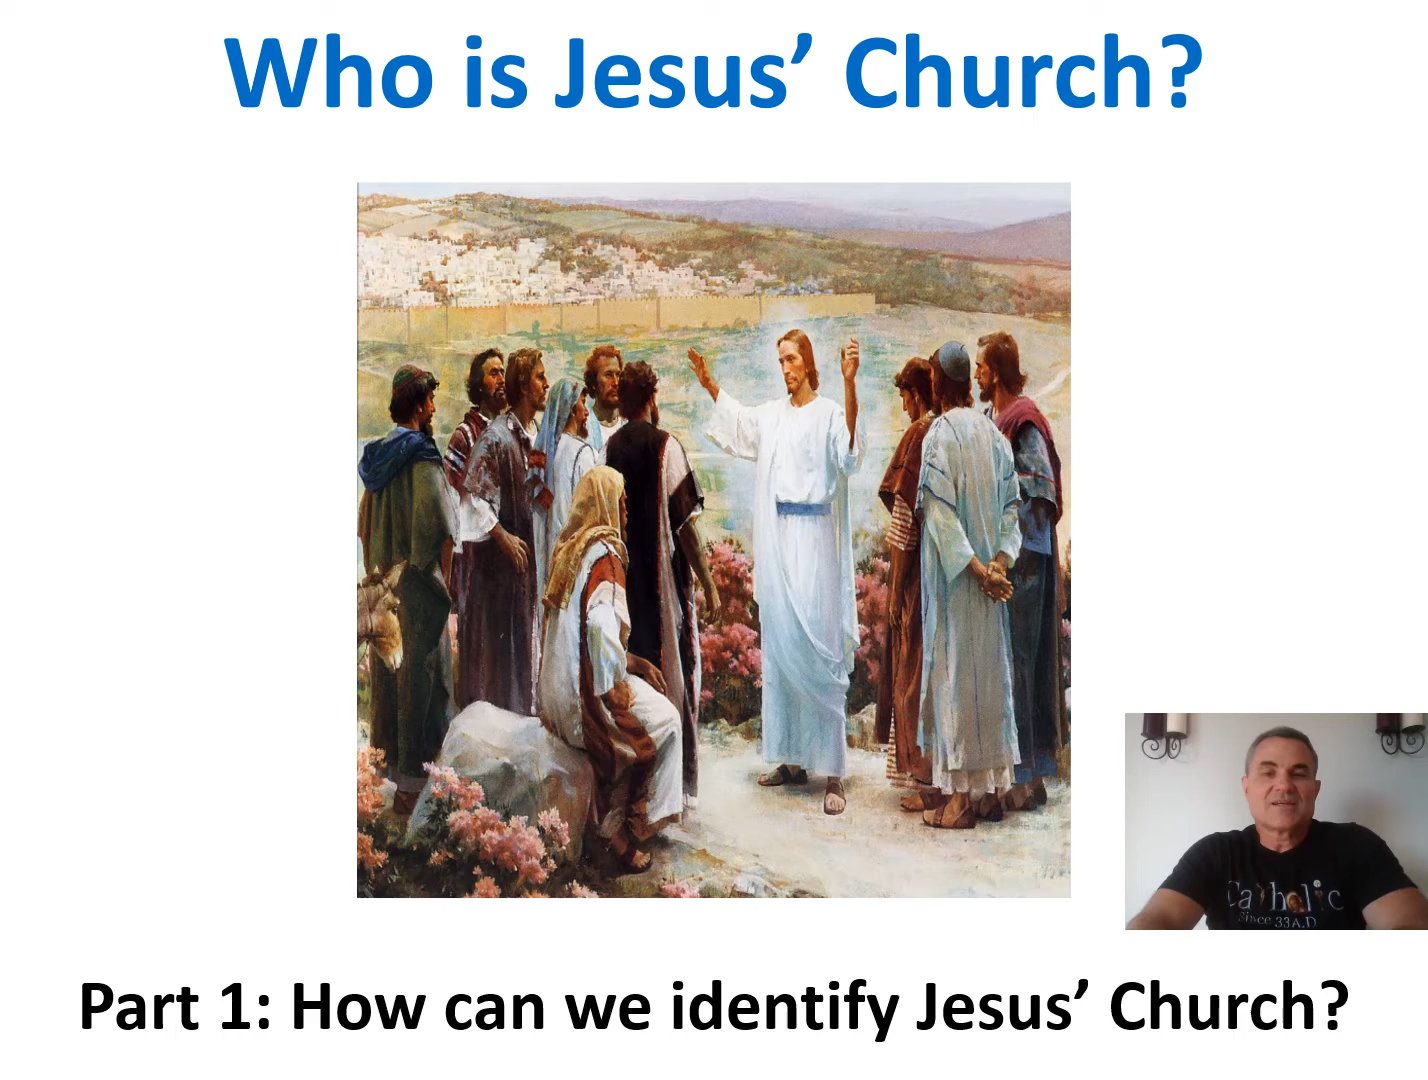 Who is Jesus’ Church?
Catholic
Since 33A.D
Part 1: How can we identify Jesus’ Church?